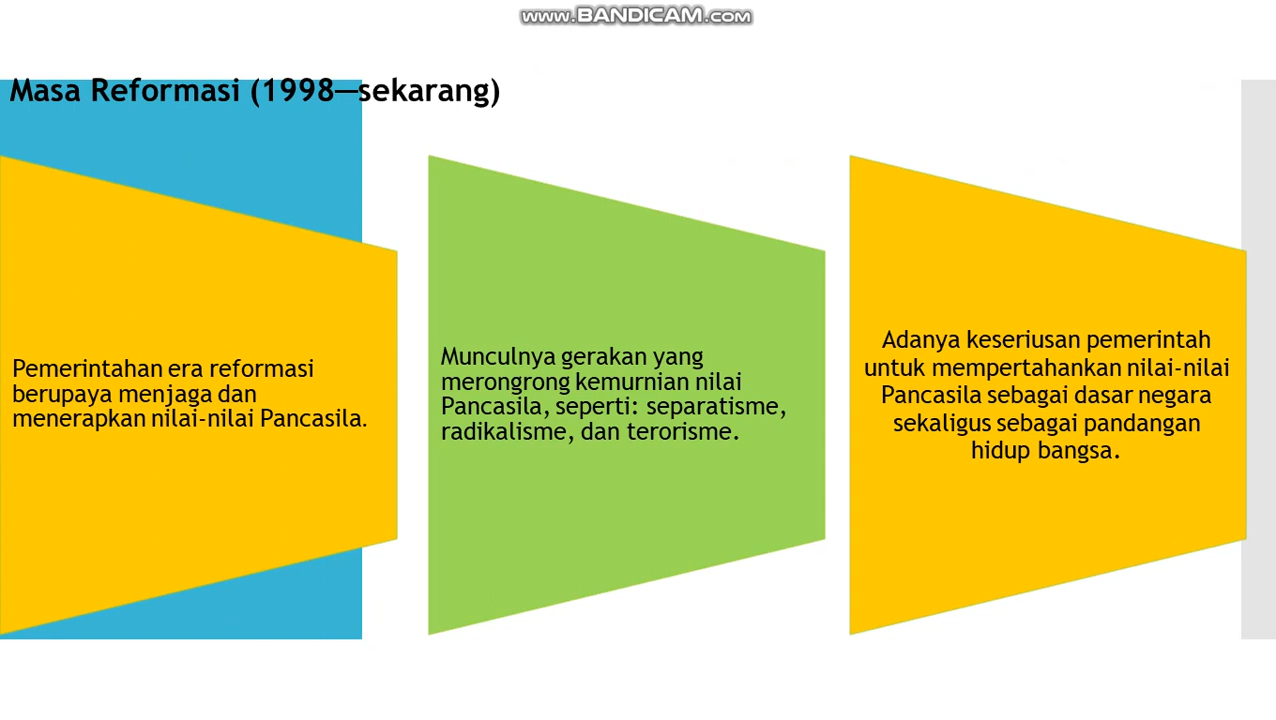 www.BANDICAM.com
Masa Reformasi (1998—sekarang)
Pemerintahan era reformasi
berupaya menjaga dan
menerapkan nilai-nilai Pancasila.
Munculnya gerakan yang
merongrong kemurnian nilai
Pancasila, seperti: separatisme,
radikalisme, dan terorisme.
Adanya keseriusan pemerintah
untuk mempertahankan nilai-nilai
Pancasila sebagai dasar negara
sekaligus sebagai pandangan
hidup bangsa.